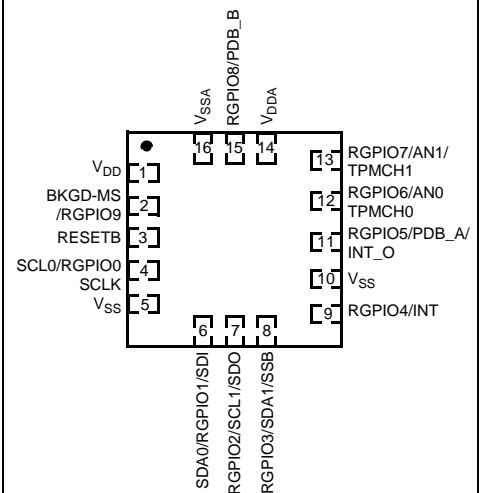 VSSA
RGPIO8/PDB_B
VDDA
16
15
14
VDD
1
BKGD-MS
/RGPIO9
2
RESETB
3
SCL0/RGPIO0
SCLK
4
VSS
5
13
RGPIO7/AN1/
TPMCH1
12
RGPIO6/AN0
TPMCH0
11
RGPIO5/PDB_A/
INT_O
10
VSS
9
RGPIO4/INT
6
7
8
SDA0/RGPIO1/SDI
RGPIO2/SCL1/SDO
RGPIO3/SDA1/SSB